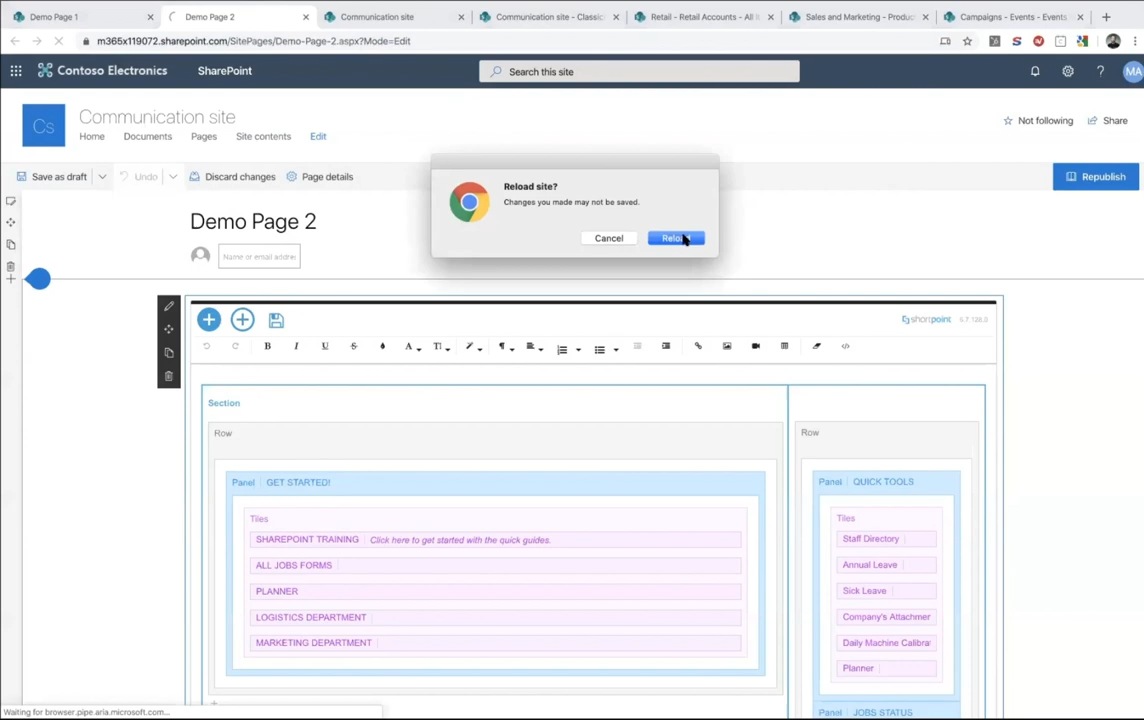 Demo Page 1
Demo Page 2
Communication site
Communication site - Classic
Retail - Retail Accounts - All I
Sales and Marketing - Produc
Campaigns - Events - Events
m365x119072.sharepoint.com/SitePages/Demo-Page-2.aspx?Mode=Edit
Contoso Electronics
SharePoint
Search this site
MA
Cs
Communication site
Home
Documents
Pages
Site contents
Edit
Not following
Share
Save as draft
Undo
Discard changes
Page details
Republish
Reload site?
Changes you made may not be saved.
Cancel
Demo Page 2
Name or email addre
shortpoint
Section
Row
Row
Panel | GET STARTED!
Panel | QUICK TOOLS
Tiles
SHAREPOINT TRAINING | Click here to get started with the quick guides.
ALL JOBS FORMS
PLANNER
LOGISTICS DEPARTMENT
MARKETING DEPARTMENT
Tiles
Staff Directory
Annual Leave
Sick Leave
Company's Attachmer
Daily Machine Calibra
Planner
Panel | JOBS STATUS
Waiting for browser.pipe.aria.microsoft.com...